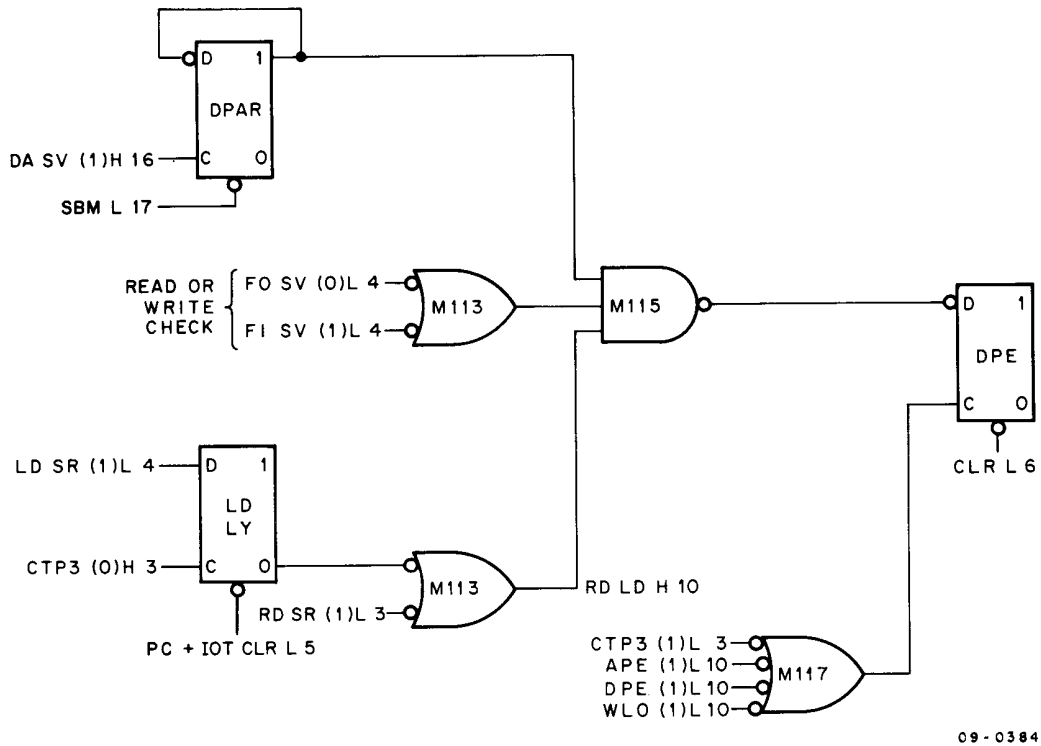 D 1
DPAR
DA SV (1)H 16
C 0
SBM L 17
READ OR
WRITE
CHECK
FO SV (0)L 4
FI SV (1)L 4
M113
M115
D 1
DPE
C 0
CLR L 6
LD SR (1)L 4
D 1
LD
LY
CTP3 (0)H 3
C 0
PC + IOT CLR L 5
RD SR (1)L 3
M113
RD LD H 10
CTP3 (1)L 3
APE (1)L 10
DPE (1)L 10
WLO (1)L 10
M117
09-0384